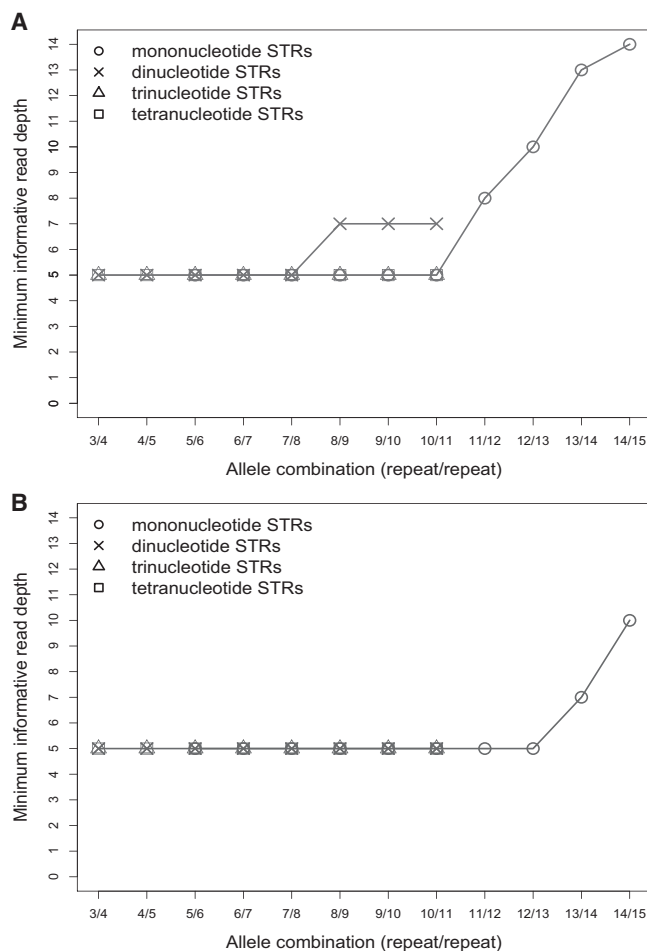 A
mononucleotide STRs
dinucleotide STRs
trinucleotide STRs
tetranucleotide STRs
Minimum informative read depth
14
13
12
11
10
9
8
7
6
5
4
3
2
1
0
3/4 4/5 5/6 6/7 7/8 8/9 9/10 10/11 11/12 12/13 13/14 14/15
Allele combination (repeat/repeat)
B
mononucleotide STRs
dinucleotide STRs
trinucleotide STRs
tetranucleotide STRs
Minimum informative read depth
14
13
12
11
10
9
8
7
6
5
4
3
2
1
0
3/4 4/5 5/6 6/7 7/8 8/9 9/10 10/11 11/12 12/13 13/14 14/15
Allele combination (repeat/repeat)